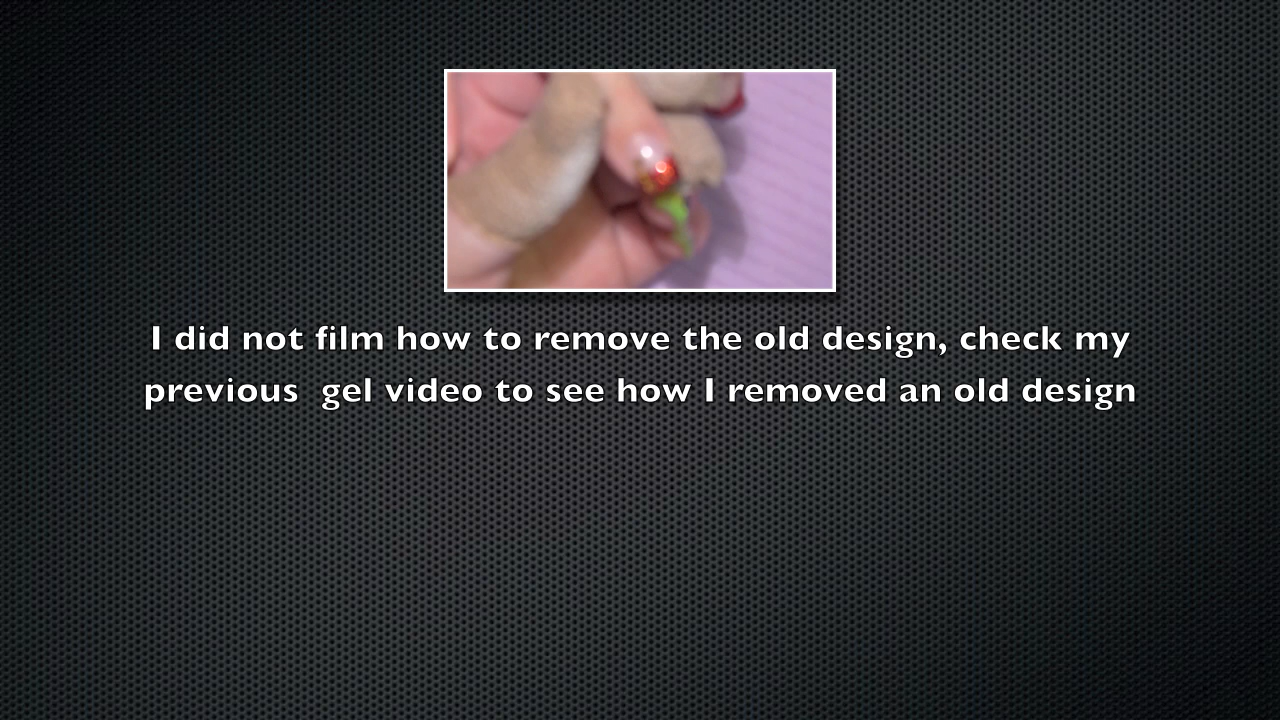 I did not film how to remove the old design, check my
previous  gel video to see how I removed an old design